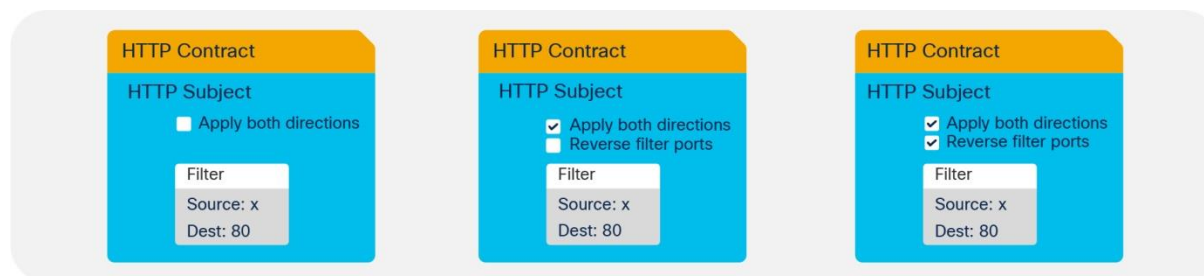 HTTP Contract
HTTP Subject
Apply both directions
Filter
Source: x
Dest: 80
HTTP Contract
HTTP Subject
Apply both directions
Reverse filter ports
Filter
Source: x
Dest: 80
HTTP Contract
HTTP Subject
Apply both directions
Reverse filter ports
Filter
Source: x
Dest: 80